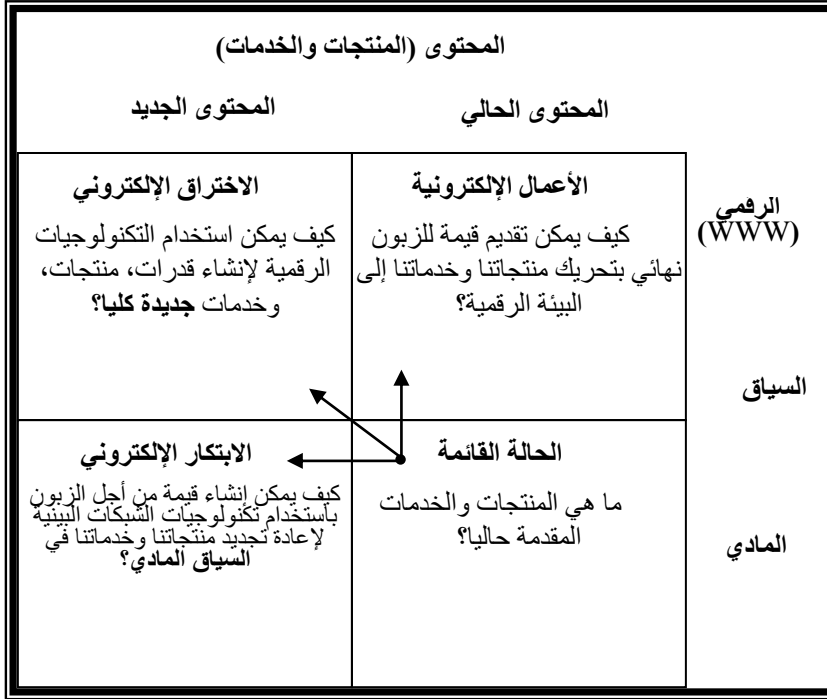 المحتوى (المنتجات والخدمات)
المحتوى الحالي
المحتوى الجديد
الرقمي
(WWW)
الأعمال الإلكترونية
كيف يمكن تقديم قيمة للزبون
نهائي بتحريك منتجاتنا وخدماتنا إلى
البيئة الرقمية؟
الاختراق الإلكتروني
كيف يمكن استخدام التكنولوجيات
الرقمية لإنشاء قدرات، منتجات،
وخدمات جديدة كليا؟
السياق
المادي
الحالة القائمة
ما هي المنتجات والخدمات
المقدمة حاليا؟
الابتكار الإلكتروني
كيف يمكن إنشاء قيمة من أجل الزبون
باستخدام تكنولوجيات الشبكات البينية
لإعادة تجديد منتجاتنا وخدماتنا في
السياق المادي؟